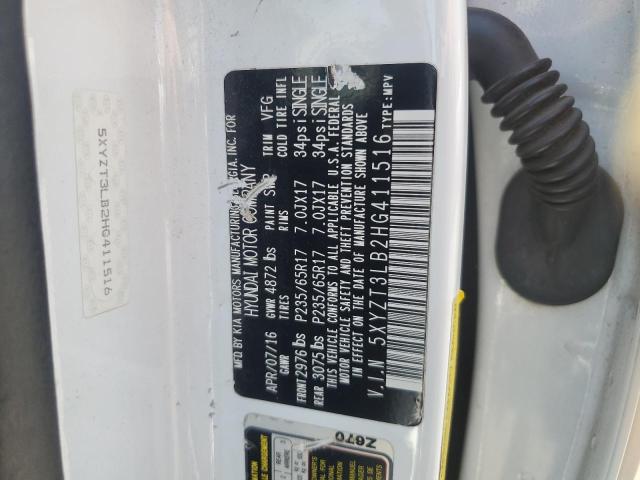 5XYZT3LB2HG411516
BY KIA MOTORS MANUFACTURING GEORGIA, INC. FOR
HYUNDAI MOTOR COMPANY
APR/07/16 GVWR 4872 lbs PAINT SWP TRIM VFG
GAWR TIRES RIMS COLD TIRE INFL
FRONT 2976 lbs P235/65R17 7.0JX17 34psi SINGLE
REAR 3075 lbs P235/65R17 7.0JX17 34psi SINGLE
THIS VEHICLE CONFORMS TO ALL APPLICABLE U.S.A. FEDERAL
MOTOR VEHICLE SAFETY AND THEFT PREVENTION STANDARDS
IN EFFECT ON THE DATE OF MANUFACTURE SHOWN ABOVE
V.I.N 5XYZT3LB2HG411516 TYPE: MPV
Z670
REAR